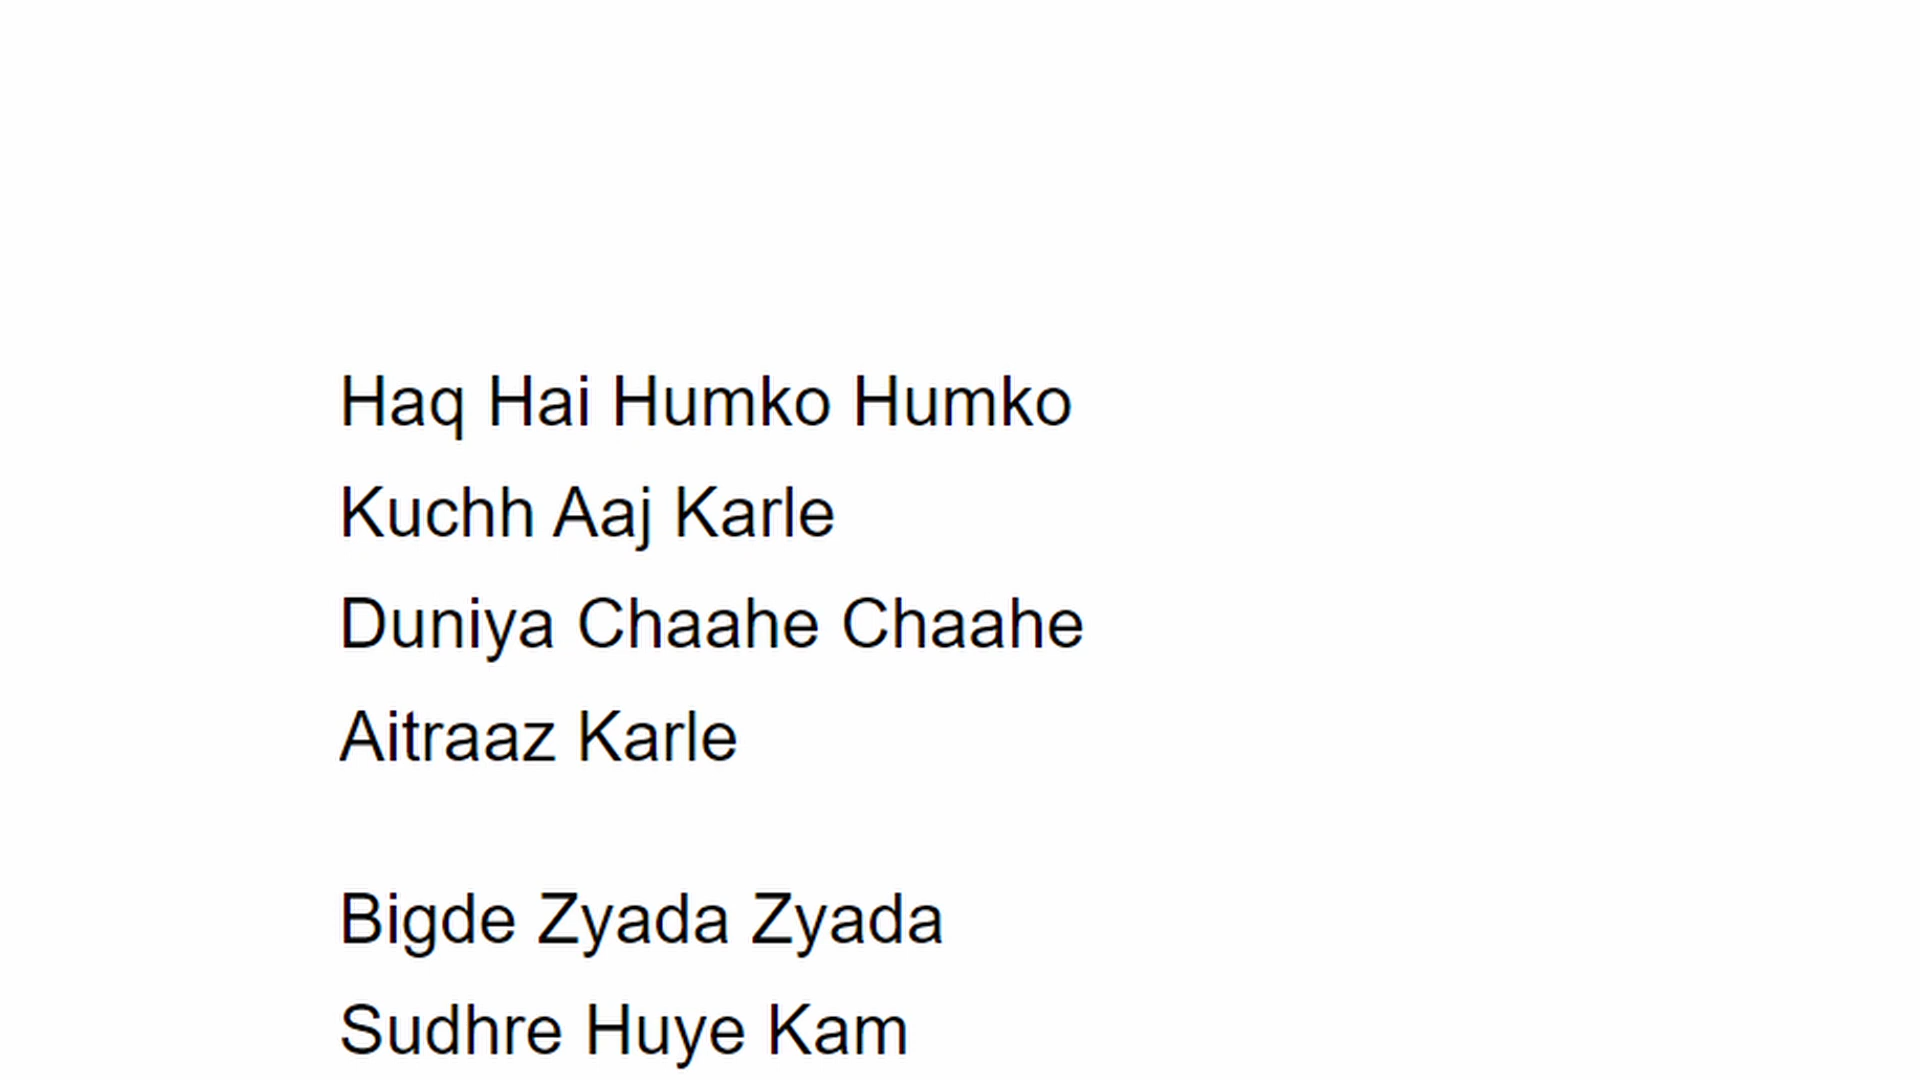 Haq Hai Humko Humko
Kuchh Aaj Karle
Duniya Chaahe Chaahe
Aitraaz Karle
Bigde Zyada Zyada
Sudhre Huye Kam